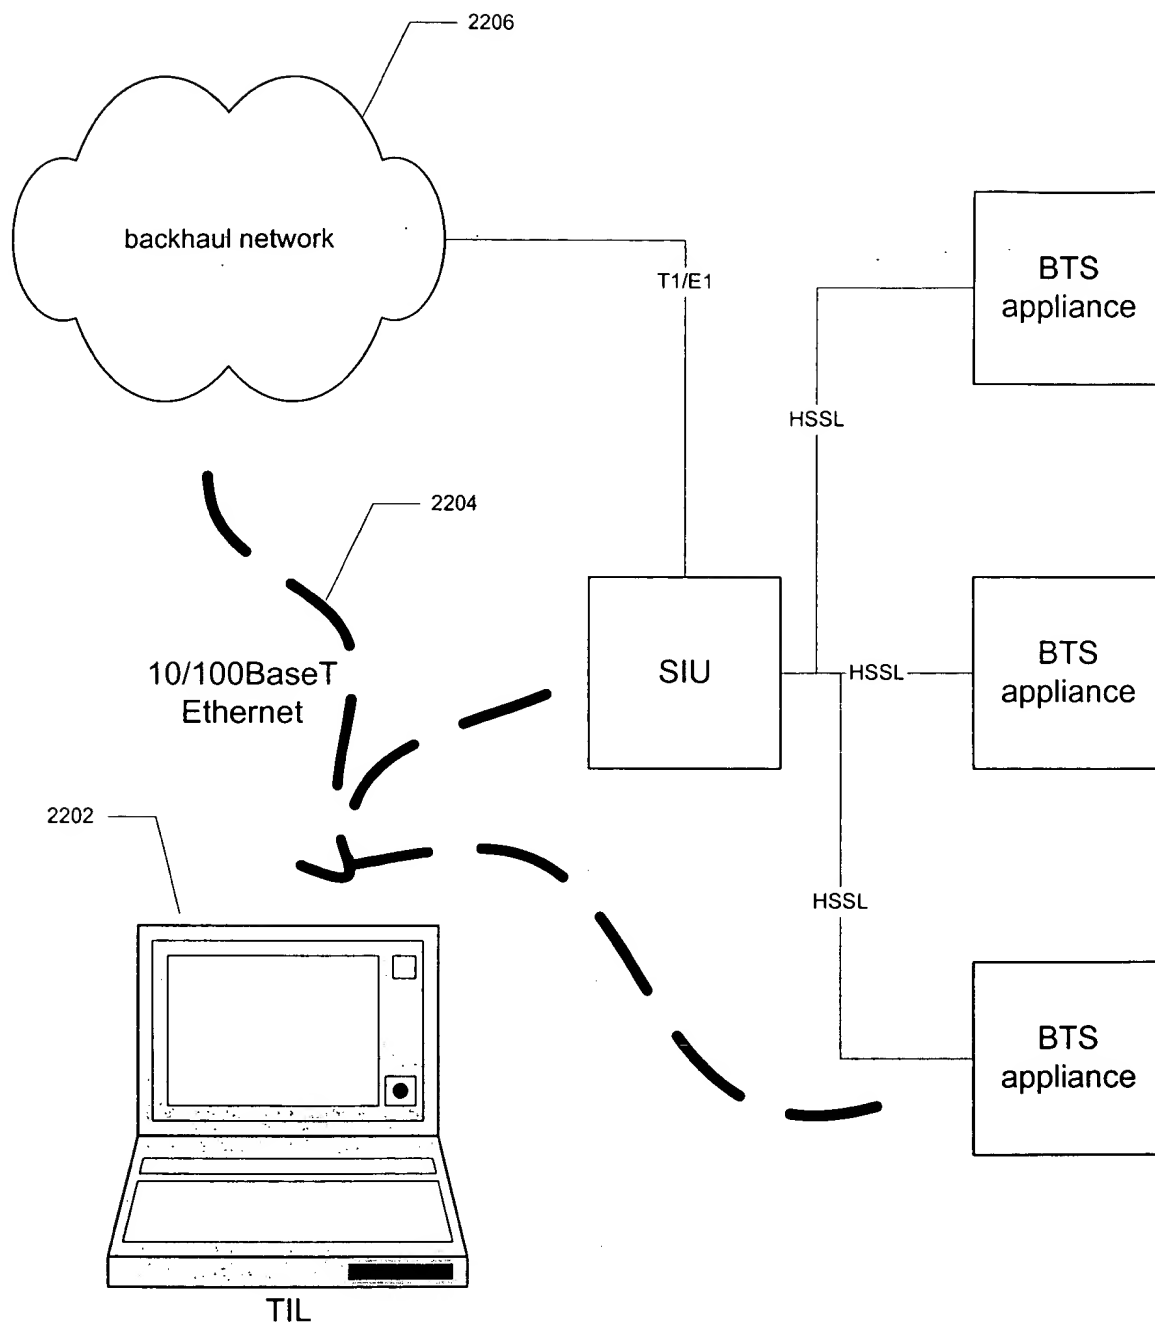 2206
backhaul network
T1/E1
BTS
appliance
HSSL
2204
10/100BaseT
Ethernet
SIU
HSSL
BTS
appliance
2202
HSSL
BTS
appliance
TIL